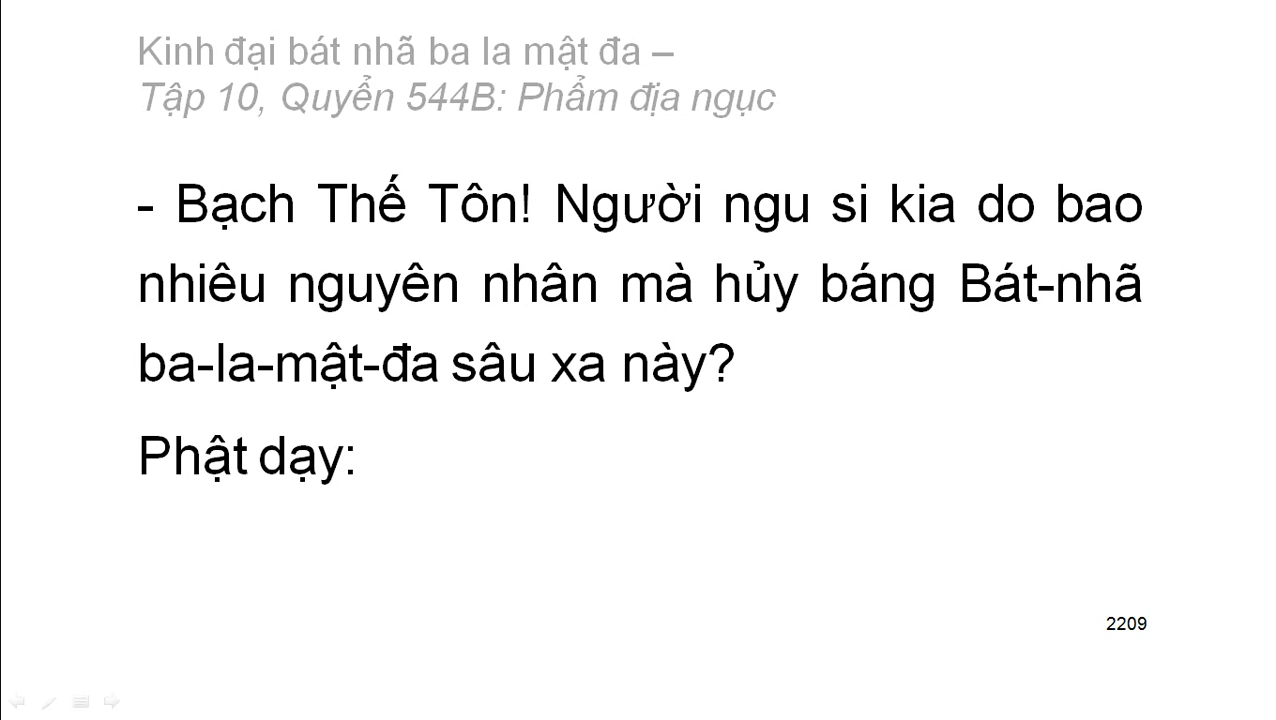 Kinh đại bát nhã ba la mật đa –
Tập 10, Quyển 544B: Phẩm địa ngục
- Bạch Thế Tôn! Người ngu si kia do bao
nhiêu nguyên nhân mà hủy báng Bát-nhã
ba-la-mật-đa sâu xa này?
Phật dạy:
2209